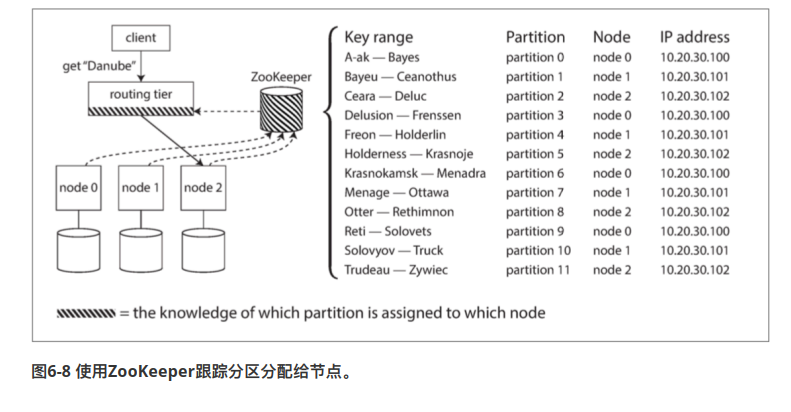 client
get "Danube"
routing tier
ZooKeeper
node 0
node 1
node 2
Key range Partition Node IP address
A-ak — Bayes partition 0 node 0 10.20.30.100
Bayeu — Ceanothus partition 1 node 1 10.20.30.101
Ceara — Deluc partition 2 node 2 10.20.30.102
Delusion — Frenssen partition 3 node 0 10.20.30.100
Freon — Holderlin partition 4 node 1 10.20.30.101
Holderness — Krasnoje partition 5 node 2 10.20.30.102
Krasnokamsk — Menadra partition 6 node 0 10.20.30.100
Menage — Ottawa partition 7 node 1 10.20.30.101
Otter — Rethimnon partition 8 node 2 10.20.30.102
Reti — Solovets partition 9 node 0 10.20.30.100
Solovyov — Truck partition 10 node 1 10.20.30.101
Trudeau — Zywiec partition 11 node 2 10.20.30.102
= the knowledge of which partition is assigned to which node
图6-8 使用ZooKeeper跟踪分区分配给节点。